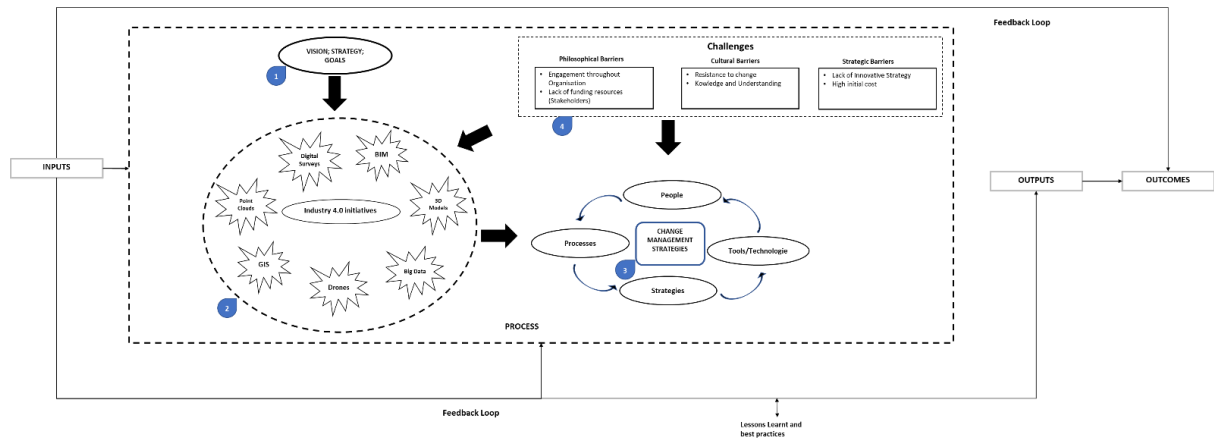 Feedback Loop
VISION; STRATEGY;
GOALS
1
Challenges
Philosophical Barriers
• Engagement throughout
Organisation
• Lack of funding resources
(Stakeholders)
Cultural Barriers
• Resistance to change
• Kowledge and Understanding
Strategic Barriers
• Lack of Innovative Strategy
• High initial cost
4
INPUTS
Digital
Surveys
BIM
Point
Clouds
Industry 4.0 initiatives
3D
Models
GIS
Drones
Big Data
2
People
Processes
CHANGE
MANAGEMENT
STRATEGIES
Tools/Technologie
3
Strategies
OUTPUTS
OUTCOMES
PROCESS
Feedback Loop
Lessons Learnt and
best practices